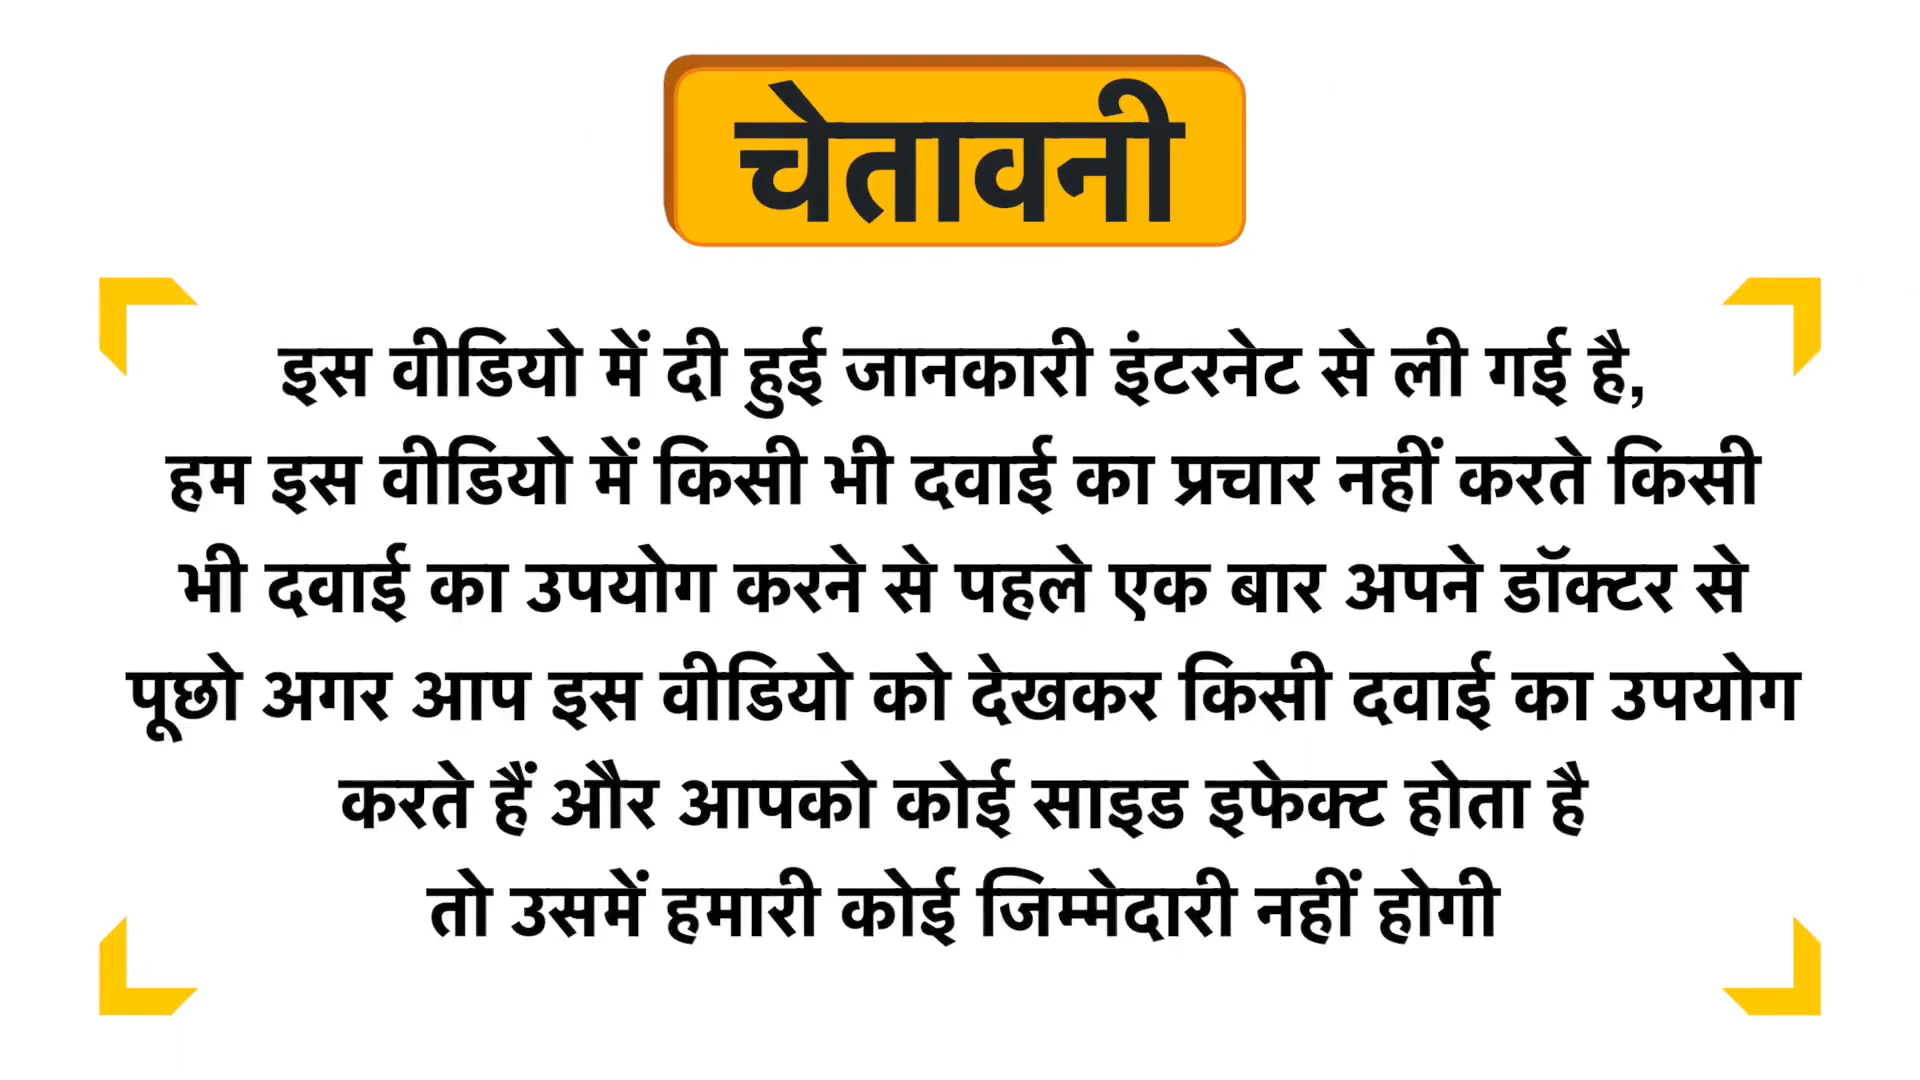 चेतावनी
इस वीडियो में दी हुई जानकारी इंटरनेट से ली गई है,
हम इस वीडियो में किसी भी दवाई का प्रचार नहीं करते किसी
भी दवाई का उपयोग करने से पहले एक बार अपने डॉक्टर से
पूछो अगर आप इस वीडियो को देखकर किसी दवाई का उपयोग
करते हैं और आपको कोई साइड इफेक्ट होता है
तो उसमें हमारी कोई जिम्मेदारी नहीं होगी